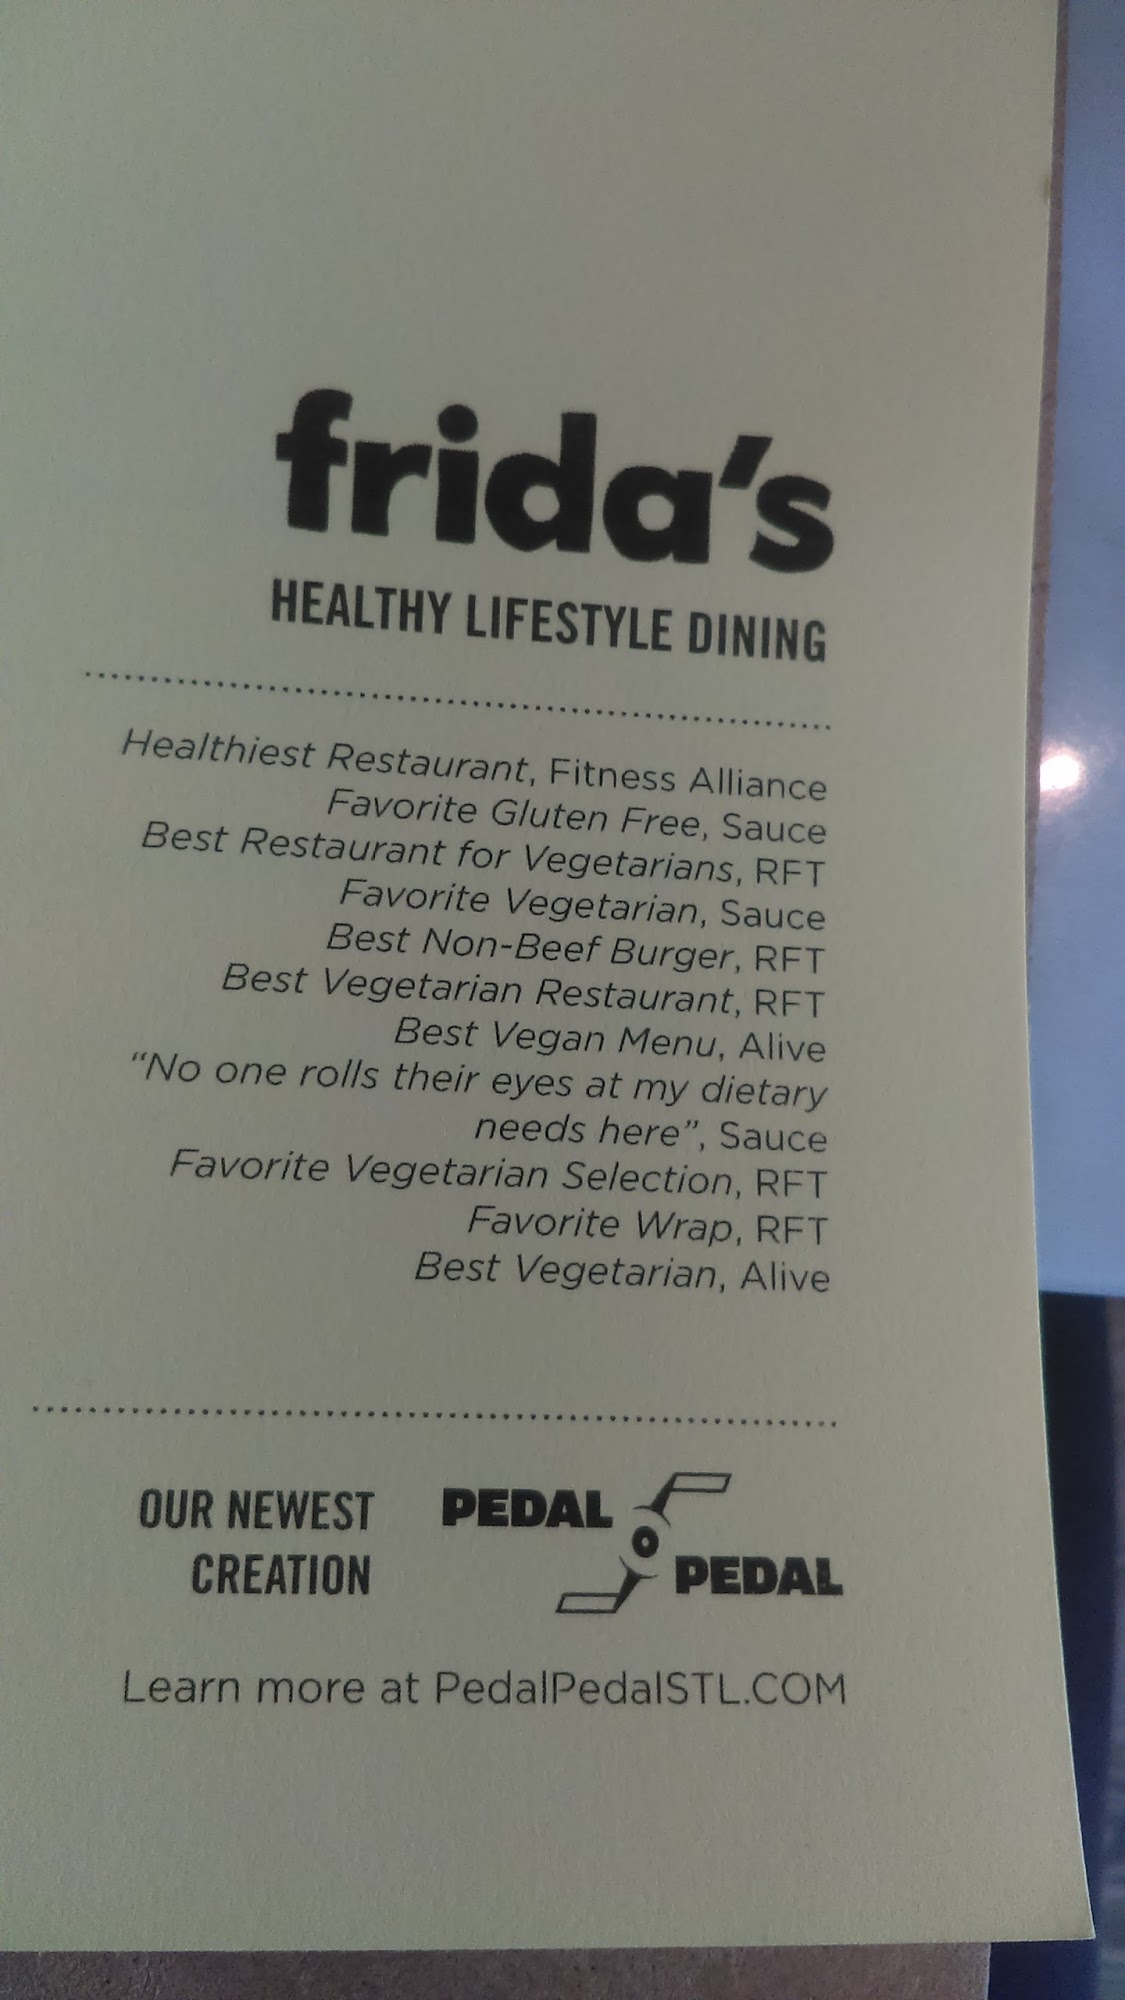 frida's
HEALTHY LIFESTYLE DINING
Healthiest Restaurant, Fitness Alliance
Favorite Gluten Free, Sauce
Best Restaurant for Vegetarians, RFT
Favorite Vegetarian, Sauce
Best Non-Beef Burger, RFT
Best Vegetarian Restaurant, RFT
Best Vegan Menu, Alive
“No one rolls their eyes at my dietary
needs here”, Sauce
Favorite Vegetarian Selection, RFT
Favorite Wrap, RFT
Best Vegetarian, Alive
OUR NEWEST
CREATION
PEDAL
PEDAL
Learn more at PedalPedalSTL.COM